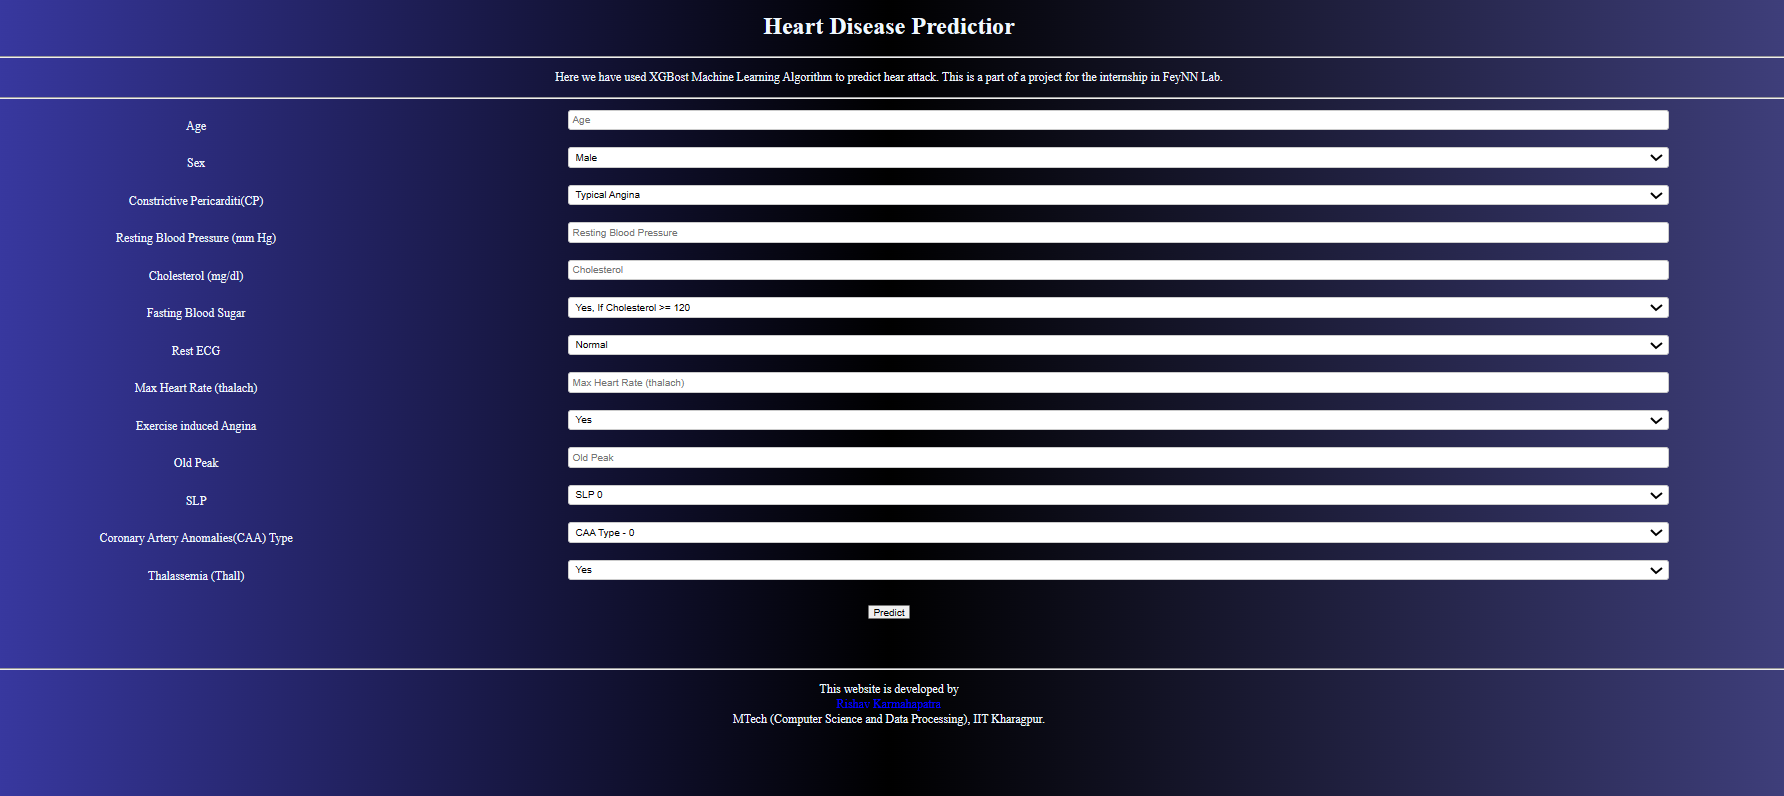 Heart Disease Predictior
Here we have used XGBost Machine Learning Algorithm to predict hear attack. This is a part of a project for the internship in FeyNN Lab.
Age Age
Sex Male
Constrictive Pericarditi(CP) Typical Angina
Resting Blood Pressure (mm Hg) Resting Blood Pressure
Cholesterol (mg/dl) Cholesterol
Fasting Blood Sugar Yes, If Cholesterol >= 120
Rest ECG Normal
Max Heart Rate (thalach) Max Heart Rate (thalach)
Exercise induced Angina Yes
Old Peak Old Peak
SLP SLP 0
Coronary Artery Anomalies(CAA) Type CAA Type - 0
Thalassemia (Thall) Yes
Predict
This website is developed by
Rishav Karmahapatra
MTech (Computer Science and Data Processing), IIT Kharagpur.